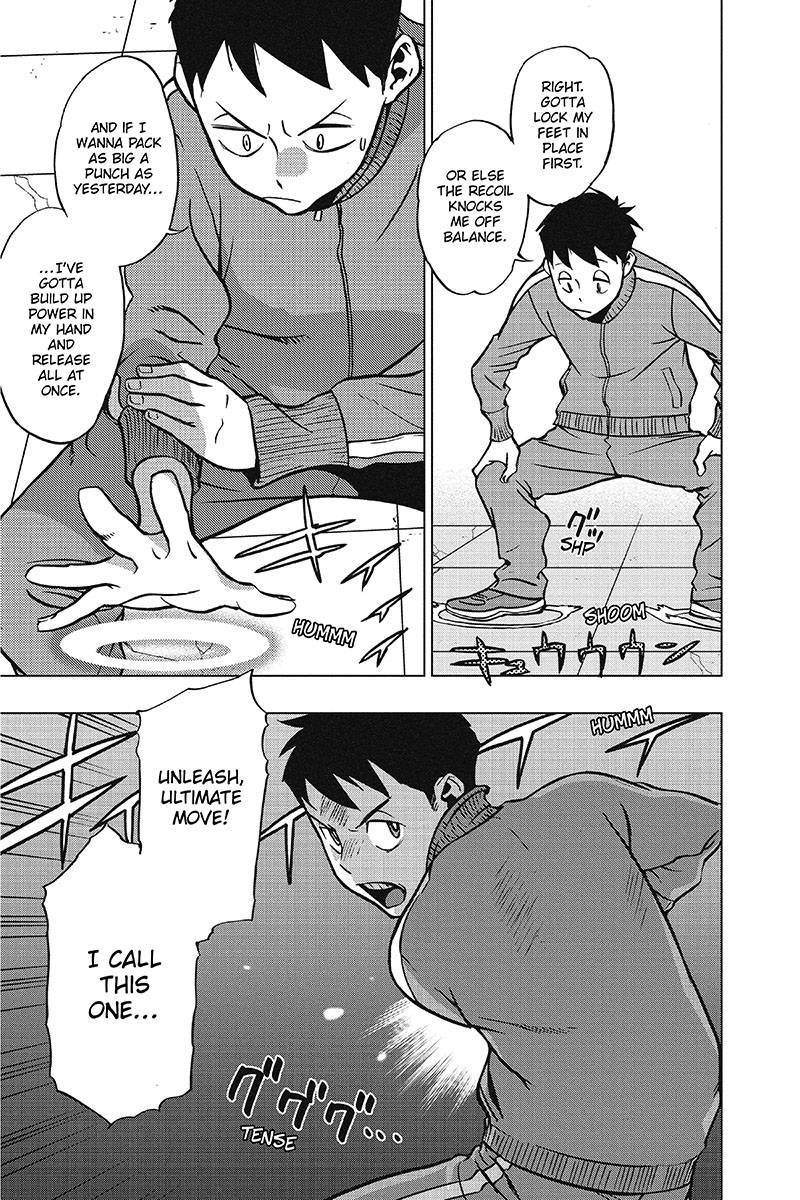 RIGHT.
GOTTA
LOCK MY
FEET IN
PLACE
FIRST.
OR ELSE
THE RECOIL
KNOCKS
ME OFF
BALANCE.
グッ
SHP
SHOOM
キュウウウン
AND IF I
WANNA PACK
AS BIG A
PUNCH AS
YESTERDAY...
...I'VE
GOTTA
BUILD UP
POWER IN
MY HAND
AND
RELEASE
ALL AT
ONCE.
HUMMM
HUMMM
UNLEASH,
ULTIMATE
MOVE!
I CALL
THIS
ONE...
グググ...
TENSE